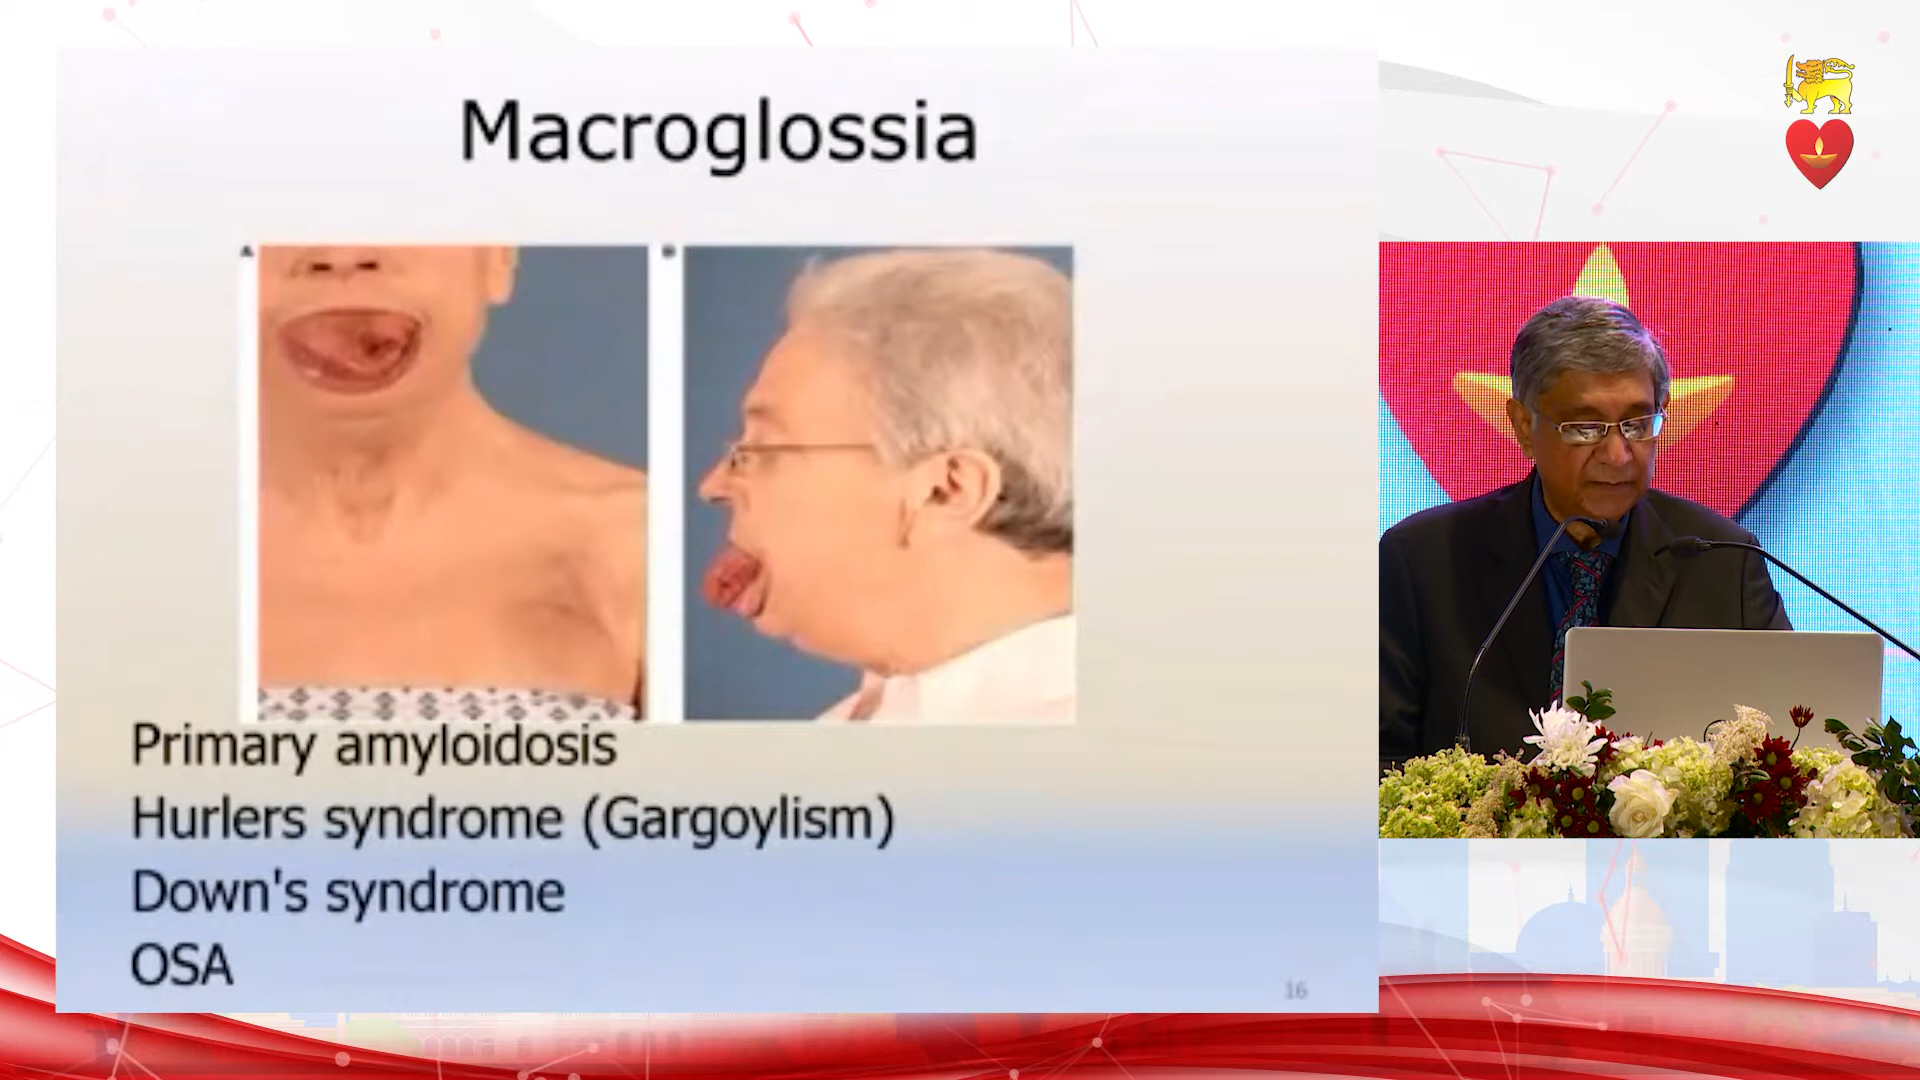 Macroglossia
A
Primary amyloidosis
Hurlers syndrome (Gargoylism)
Down's syndrome
OSA
16